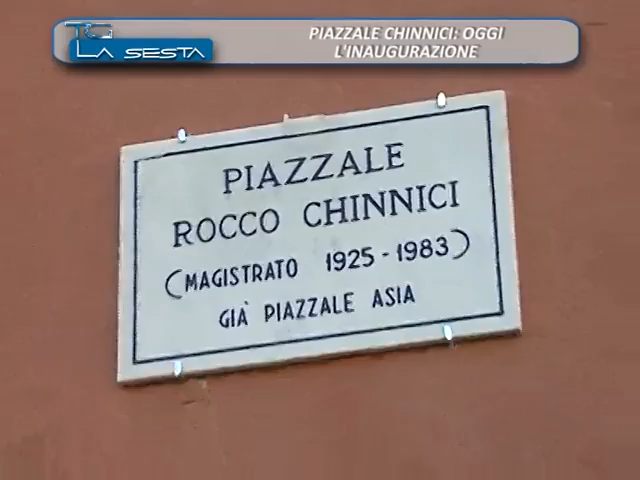 TG
LA SESTA
PIAZZALE CHINNICI: OGGI
L'INAUGURAZIONE
PIAZZALE
ROCCO CHINNICI
(MAGISTRATO 1925-1983)
GIÀ PIAZZALE ASIA